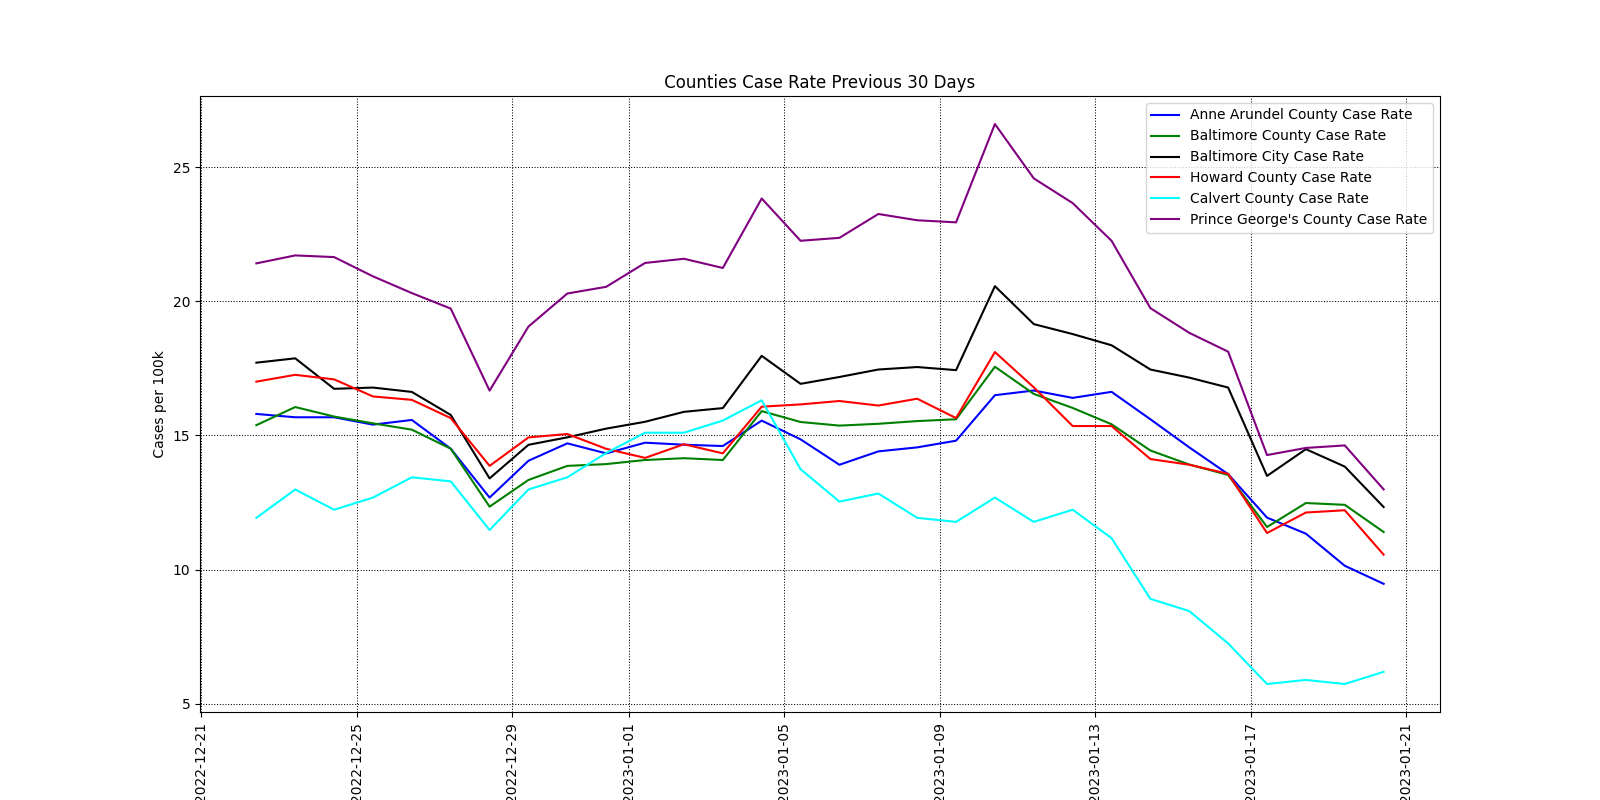 Counties Case Rate Previous 30 Days
Anne Arundel County Case Rate
Baltimore County Case Rate
Baltimore City Case Rate
Howard County Case Rate
Calvert County Case Rate
Prince George's County Case Rate
Cases per 100k
25
20
15
10
5
2022-12-21
2022-12-25
2022-12-29
2023-01-01
2023-01-05
2023-01-09
2023-01-13
2023-01-17
2023-01-21